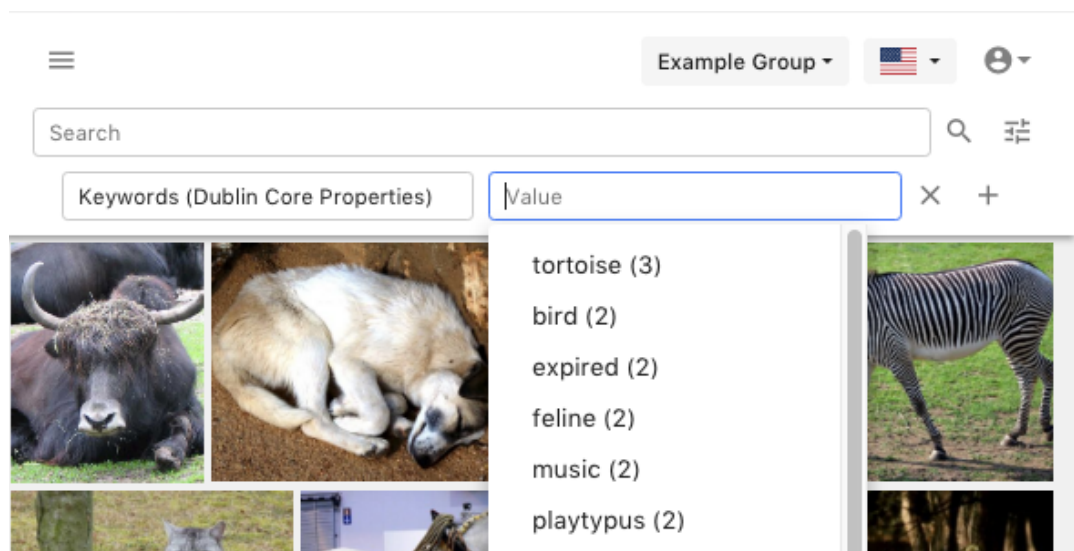 Example Group
Search
Keywords (Dublin Core Properties)
Value
tortoise (3)
bird (2)
expired (2)
feline (2)
music (2)
playtypus (2)